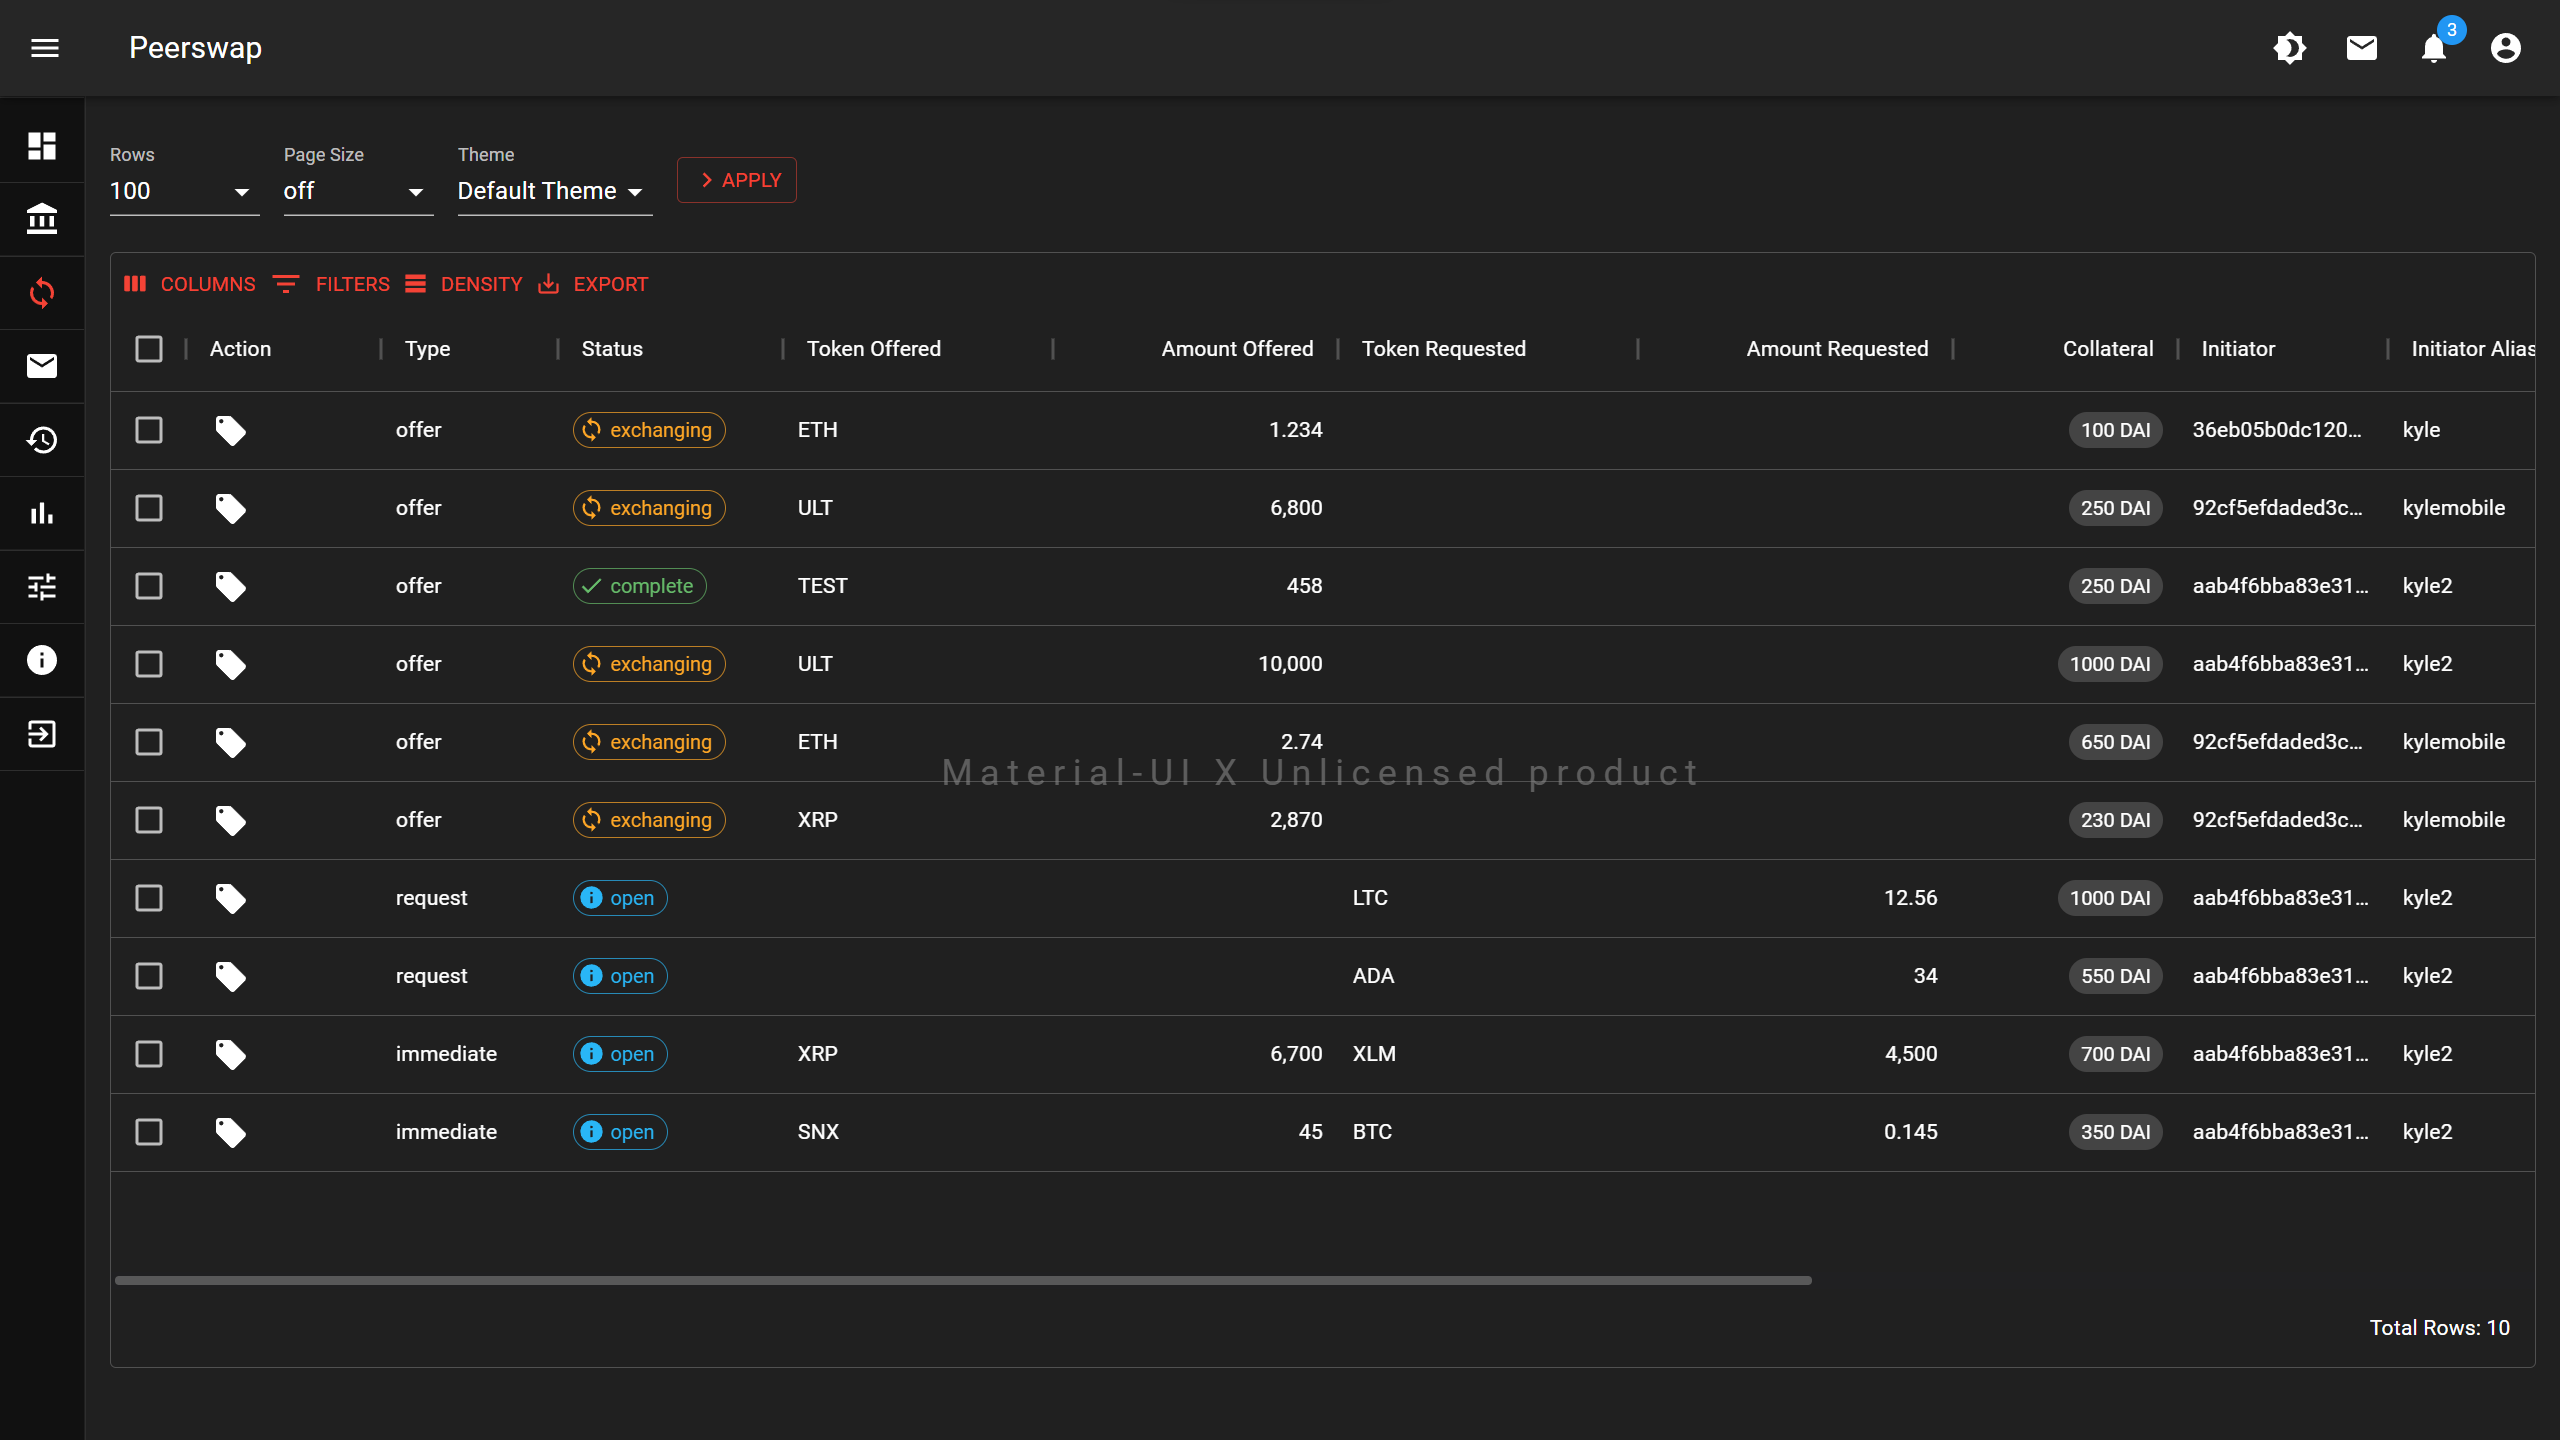 Peerswap
3
Rows
Page Size
Theme
100
off
Default Theme
APPLY
COLUMNS FILTERS DENSITY EXPORT
Action Type Status Token Offered Amount Offered Token Requested Amount Requested Collateral Initiator Initiator Alias
offer exchanging ETH 1.234 100 DAI 36eb05b0dc120... kyle
offer exchanging ULT 6,800 250 DAI 92cf5efdaded3c... kylemobile
offer complete TEST 458 250 DAI aab4f6bba83e31... kyle2
offer exchanging ULT 10,000 1000 DAI aab4f6bba83e31... kyle2
offer exchanging ETH 2.74 650 DAI 92cf5efdaded3c... kylemobile
Material-UI X Unlicensed product
offer exchanging XRP 2,870 230 DAI 92cf5efdaded3c... kylemobile
request open LTC 12.56 1000 DAI aab4f6bba83e31... kyle2
request open ADA 34 550 DAI aab4f6bba83e31... kyle2
immediate open XRP 6,700 XLM 4,500 700 DAI aab4f6bba83e31... kyle2
immediate open SNX 45 BTC 0.145 350 DAI aab4f6bba83e31... kyle2
Total Rows: 10